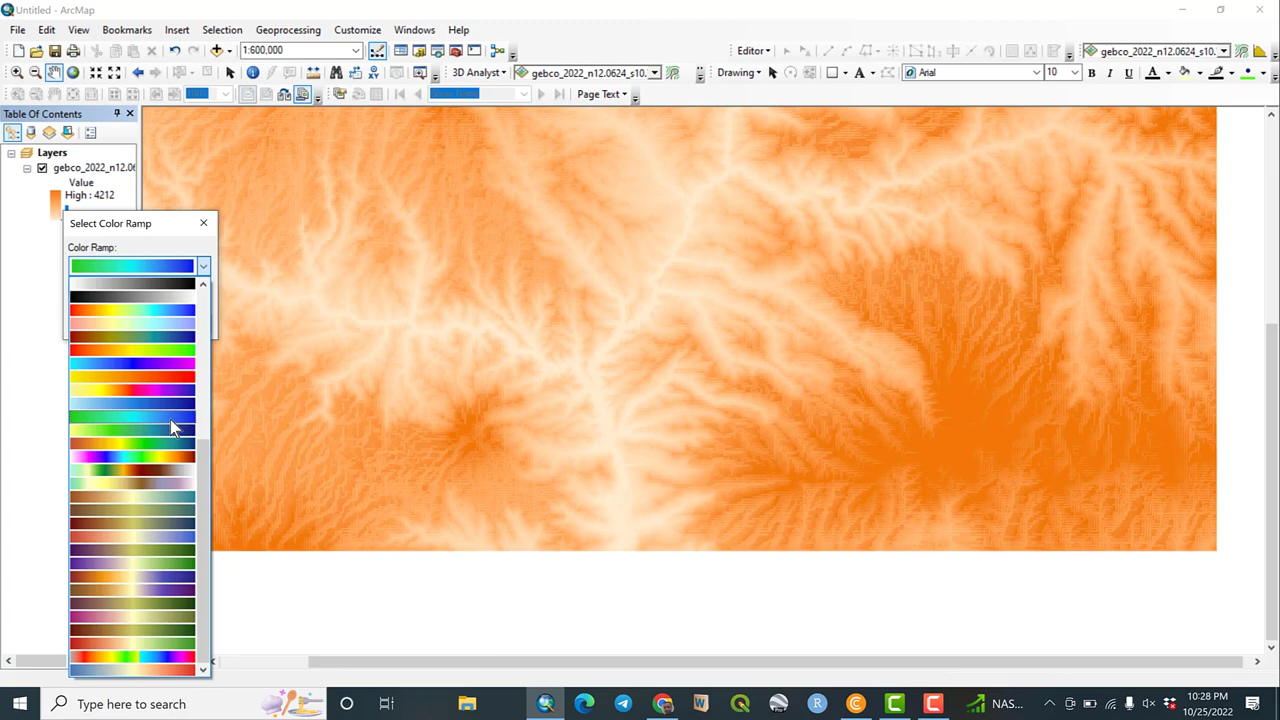 Untitled - ArcMap
File Edit View Bookmarks Insert Selection Geoprocessing Customize Windows Help
1:600,000 Editor gebco_2022_n12.0624_s10.
3D Analyst gebco_2022_n12.0624_s10. Drawing A Arial 10 B I U A
Page Text
Table Of Contents
Layers
gebco_2022_n12.06
Value
High : 4212
Select Color Ramp
Color Ramp:
Type here to search
NAS...
10:28 PM
10/25/2022